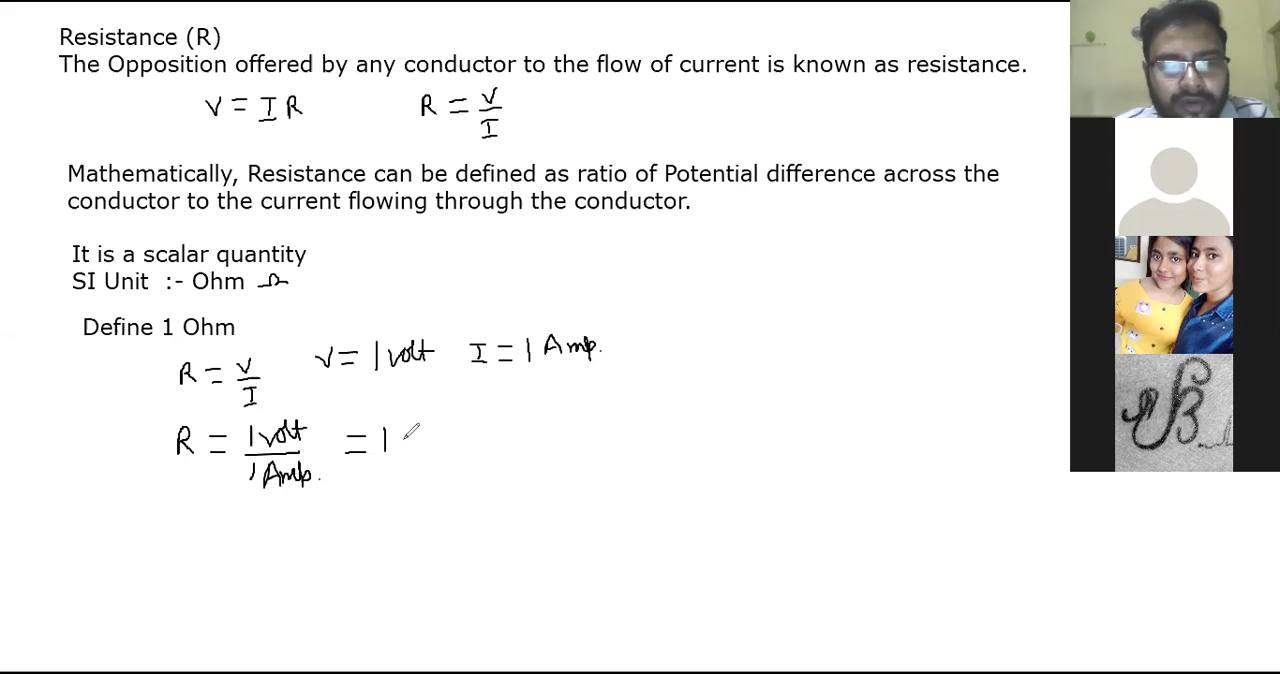 Resistance (R)
The Opposition offered by any conductor to the flow of current is known as resistance.
V = I R R = V/I
Mathematically, Resistance can be defined as ratio of Potential difference across the
conductor to the current flowing through the conductor.
It is a scalar quantity
SI Unit :- Ohm Ω
Define 1 Ohm
R = V/I V = 1 volt I = 1 Amp.
R = 1 volt/1 Amp. = 1